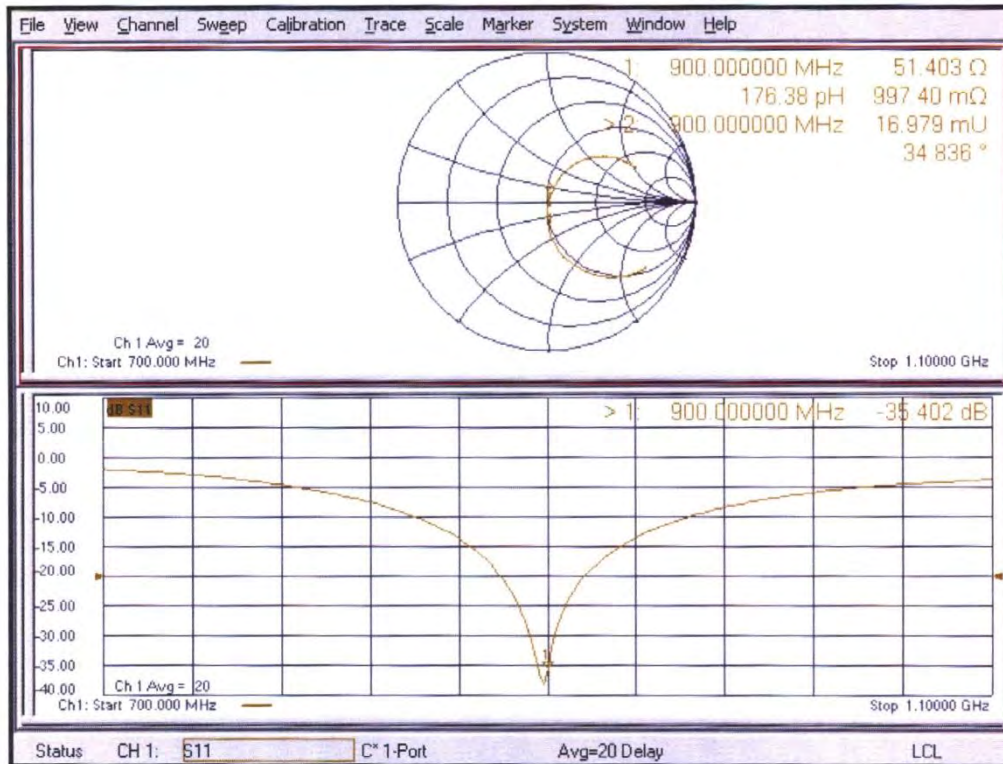 File View Channel Sweep Calibration Trace Scale Marker System Window Help
1: 900.000000 MHz 51.403 Ω
176.38 pH 997.40 mΩ
> 2: 900.000000 MHz 16.979 mU
34.836 °
Ch 1 Avg = 20
Ch1: Start 700.000 MHz Stop 1.10000 GHz
10.00 dB S11 > 1: 900.000000 MHz -35.402 dB
5.00
0.00
-5.00
-10.00
-15.00
-20.00
-25.00
-30.00
-35.00 1
-40.00 Ch 1 Avg = 20
Ch1: Start 700.000 MHz Stop 1.10000 GHz
Status CH 1: S11 C* 1-Port Avg=20 Delay LCL